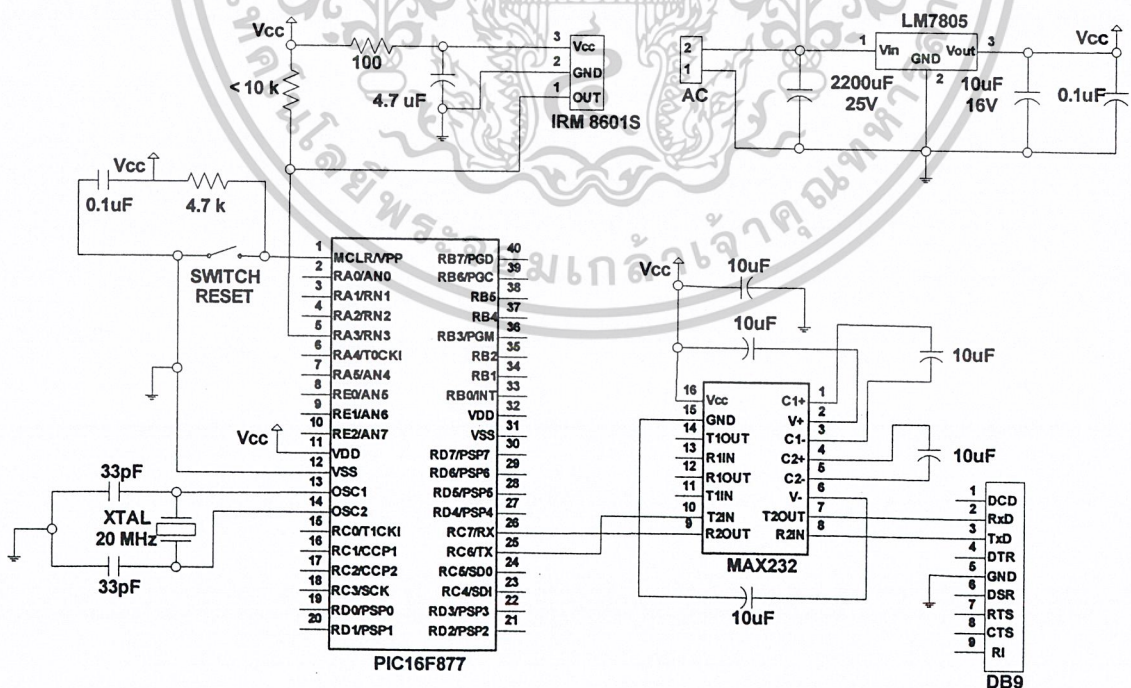 Vcc
100
< 10 k
4.7 uF
3 Vcc
2 GND
1 OUT
IRM 8601S
2
1
AC
LM7805
1 Vin Vout 3
GND
2
2200uF
25V
10uF
16V
Vcc
0.1uF
Vcc
0.1uF
4.7 k
SWITCH
RESET
1 MCLR/VPP
2 RA0/AN0
3 RA1/RN1
4 RA2/RN2
5 RA3/RN3
6 RA4/T0CKI
7 RA5/AN4
8 RE0/AN5
9 RE1/AN6
10 RE2/AN7
11 VDD
12 VSS
13 OSC1
14 OSC2
15 RC0/T1CKI
16 RC1/CCP1
17 RC2/CCP2
18 RC3/SCK
19 RD0/PSP0
20 RD1/PSP1
RB7/PGD 40
RB6/PGC 39
RB5 38
RB4 37
RB3/PGM 36
RB2 35
RB1 34
RB0/INT 33
VDD 32
VSS 31
RD7/PSP7 30
RD6/PSP6 29
RD5/PSP5 28
RD4/PSP4 27
RC7/RX 26
RC6/TX 25
RC5/SD0 24
RC4/SDI 23
RD3/PSP3 22
RD2/PSP2 21
PIC16F877
Vcc
33pF
XTAL
20 MHz
33pF
Vcc
10uF
10uF
10uF
10uF
10uF
16 Vcc
15 GND
14 T1OUT
13 R1IN
12 R1OUT
11 T1IN
10 T2IN
9 R2OUT
C1+ 1
V+ 2
C1- 3
C2+ 4
C2- 5
V- 6
T2OUT 7
R2IN 8
MAX232
1 DCD
2 RxD
3 TxD
4 DTR
5 GND
6 DSR
7 RTS
8 CTS
9 RI
DB9